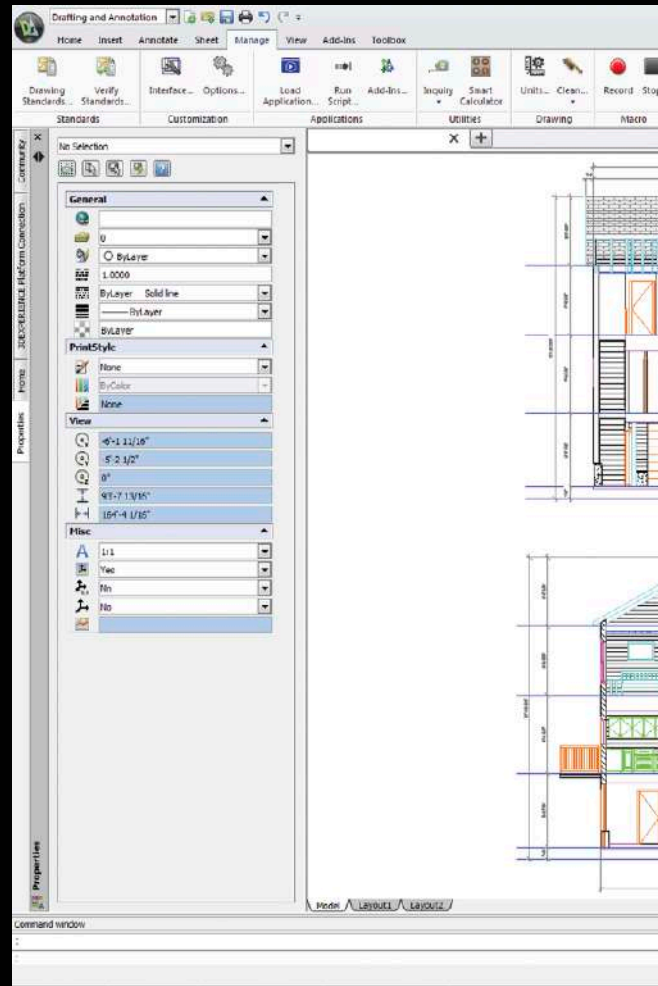 Drafting and Annotation
Home Insert Annotate Sheet Manage View Add-Ins Toolbox
Drawing Standards... Verify Standards... Interface... Options... Load Application... Run Script... Add-Ins... Inquiry Smart Calculator Units... Clean... Record Stop
Standards Customization Applications Utilities Drawing Macro
Community
3DEXPERIENCE Platform Connection
Home
Properties
Properties
No Selection
General
0
ByLayer
1.0000
ByLayer Solid line
ByLayer
ByLayer
PrintStyle
None
ByColor
None
View
-6'-1 11/16"
-5'-2 1/2"
0"
93'-7 13/16"
164'-4 1/16"
Misc
1:1
Yes
No
No
Model Layout1 Layout2
Command window
:
: